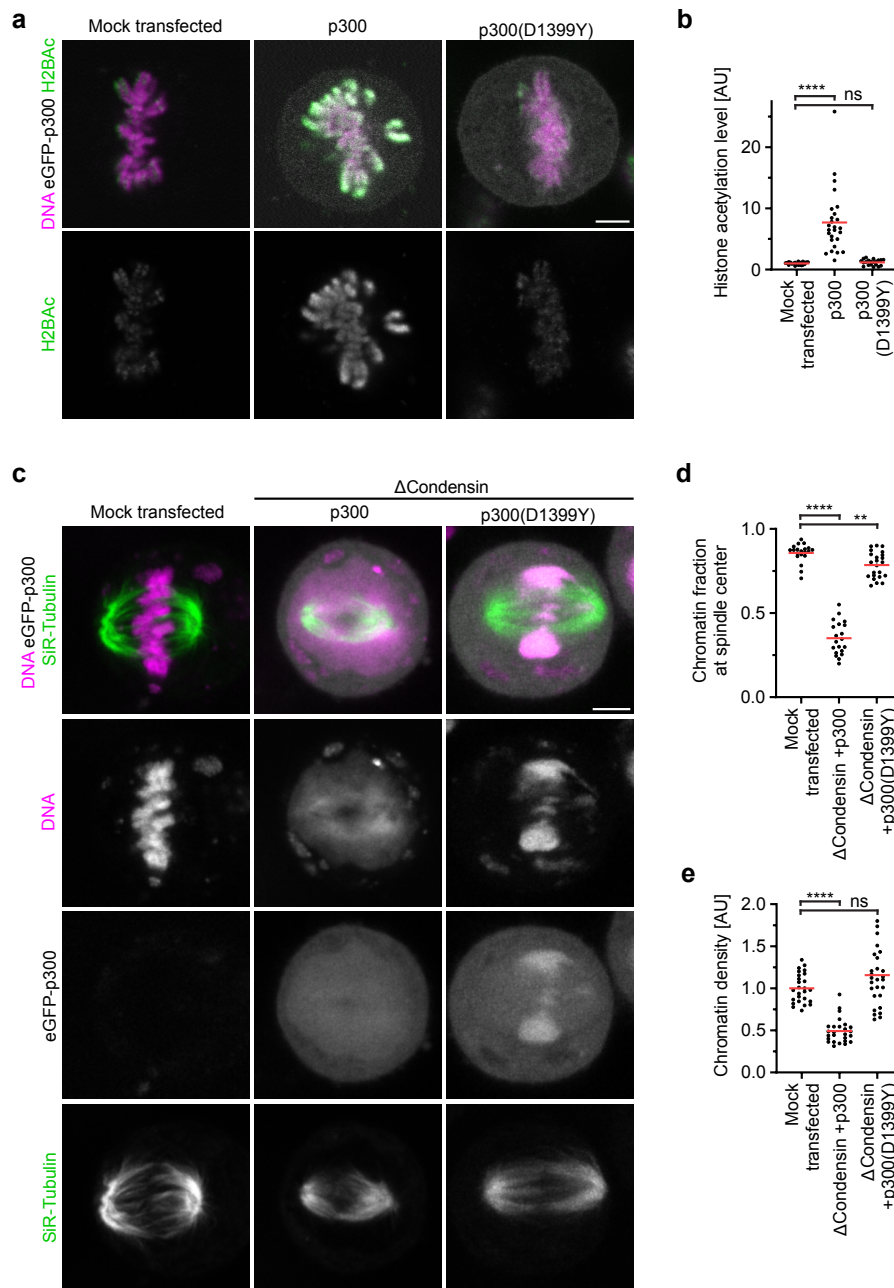 a
Mock transfected
p300
p300(D1399Y)
DNA eGFP-p300 H2BAc
H2BAc
b
Histone acetylation level [AU]
20
10
0
****
ns
Mock
transfected
p300
p300
(D1399Y)
c
ΔCondensin
Mock transfected
p300
p300(D1399Y)
DNA eGFP-p300
SiR-Tubulin
DNA
eGFP-p300
SiR-Tubulin
d
Chromatin fraction
at spindle center
1.0
0.5
0.0
****
**
Mock
transfected
ΔCondensin +p300
ΔCondensin
+p300(D1399Y)
e
Chromatin density [AU]
2.0
1.5
1.0
0.5
0.0
****
ns
Mock
transfected
ΔCondensin +p300
ΔCondensin
+p300(D1399Y)